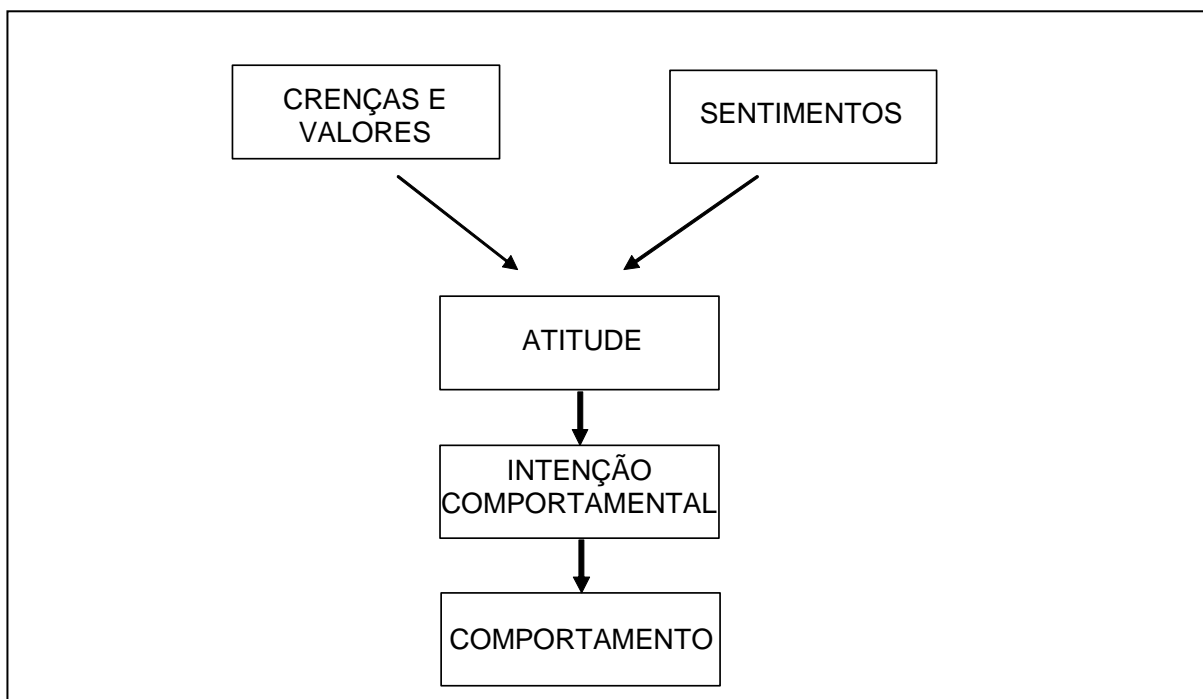 CRENÇAS E
VALORES
SENTIMENTOS
ATITUDE
INTENÇÃO
COMPORTAMENTAL
COMPORTAMENTO